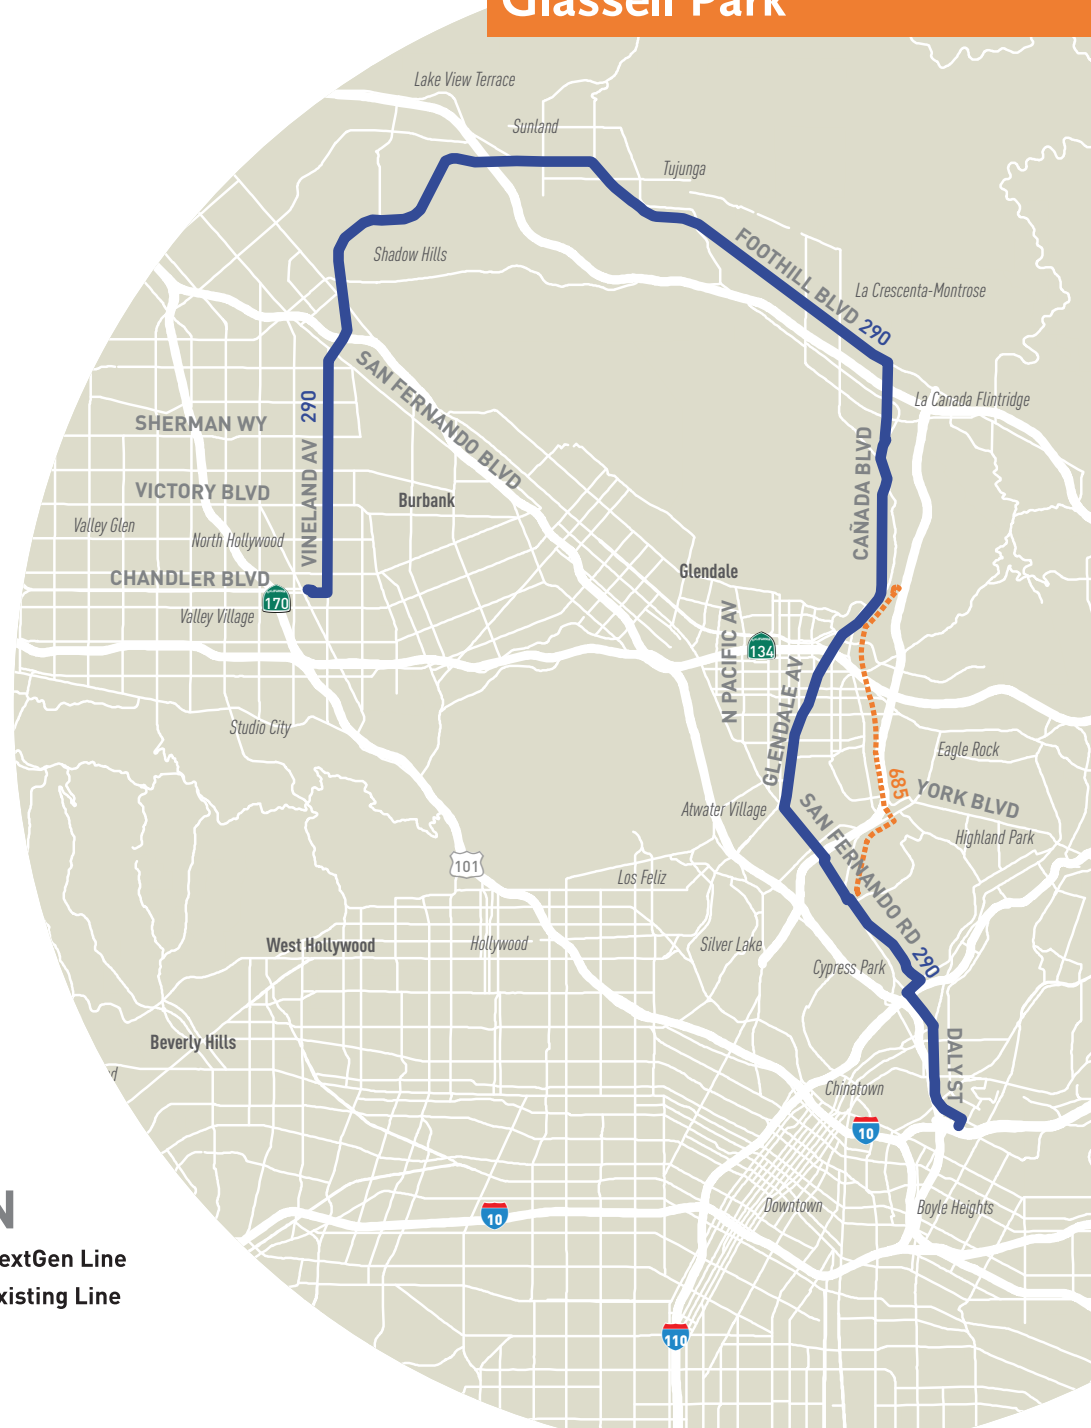 Glassell Park
Lake View Terrace
Sunland
Tujunga
Shadow Hills
FOOTHILL BLVD 290
La Crescenta-Montrose
La Canada Flintridge
SAN FERNANDO BLVD
290
SHERMAN WY
VINELAND AV
CAÑADA BLVD
VICTORY BLVD
Burbank
Valley Glen
North Hollywood
CHANDLER BLVD
170
Valley Village
Glendale
N PACIFIC AV
134
GLENDALE AV
Studio City
Eagle Rock
685
YORK BLVD
Atwater Village
SAN FERNANDO RD 290
Highland Park
101
Los Feliz
West Hollywood
Hollywood
Silver Lake
Cypress Park
Beverly Hills
DALY ST
Chinatown
10
Downtown
Boyle Heights
10
N
extGen Line
xisting Line
110